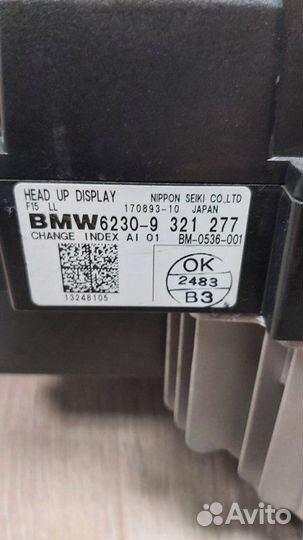 HEAD UP DISPLAY
NIPPON SEIKI CO.,LTD
F15 LL
170893-10 JAPAN
BMW 6230-9 321 277
CHANGE INDEX AI 01
BM-0536-001
13248105
OK
2483
B3
Avito